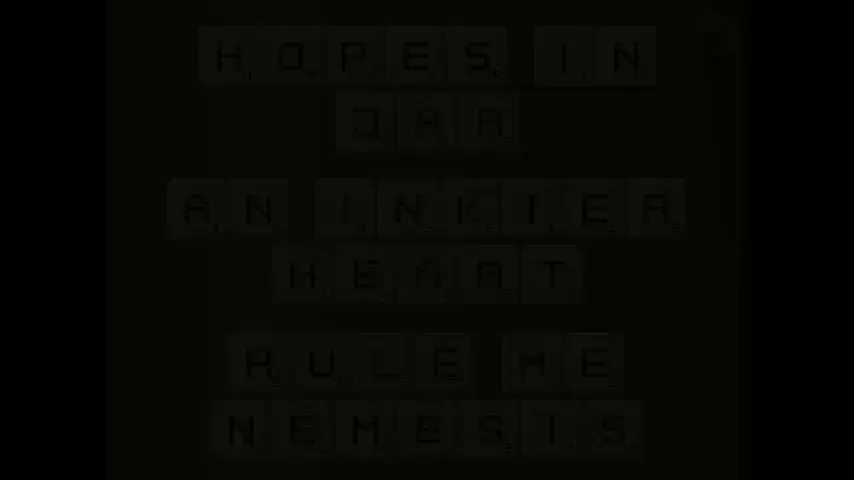 HOPES IN
JAR
AN INKIER
HEART
RULE ME
NEMESIS